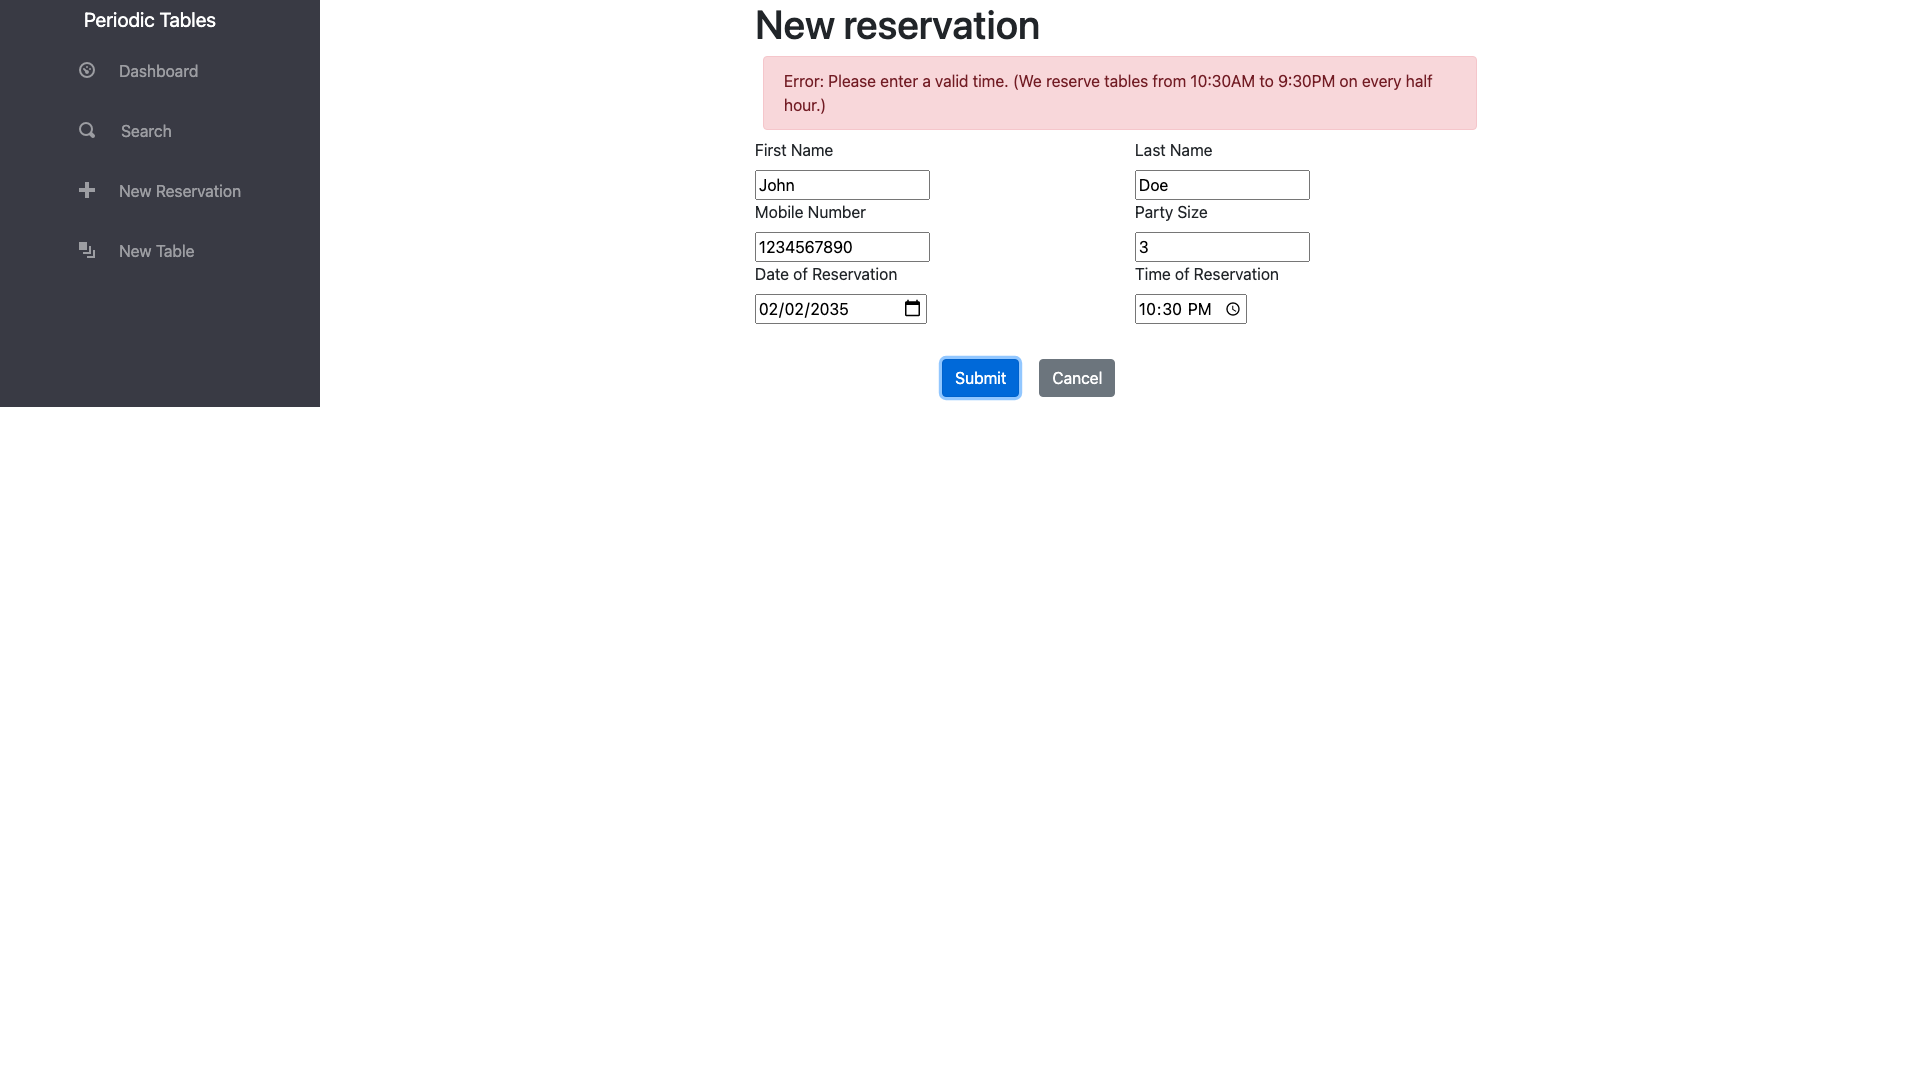 Periodic Tables
Dashboard
Search
New Reservation
New Table
New reservation
Error: Please enter a valid time. (We reserve tables from 10:30AM to 9:30PM on every half
hour.)
First Name
Last Name
John
Doe
Mobile Number
Party Size
1234567890
3
Date of Reservation
Time of Reservation
02/02/2035
10:30 PM
Submit
Cancel